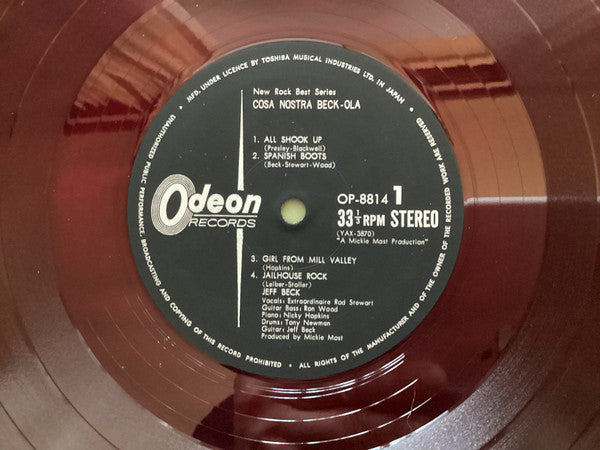 MFD. UNDER LICENCE BY TOSHIBA MUSICAL INDUSTRIES LTD. IN JAPAN
ALL RIGHTS OF THE MANUFACTURER AND OF THE OWNER OF THE RECORDED WORK ARE RESERVED
UNAUTHORIZED PUBLIC PERFORMANCE, BROADCASTING AND COPYING OF THIS RECORD PROHIBITED
New Rock Best Series
COSA NOSTRA BECK-OLA
1. ALL SHOOK UP
(Presley-Blackwell)
2. SPANISH BOOTS
(Beck-Stewart-Wood)
Odeon
RECORDS
OP-8814 1
33 1/3 RPM STEREO
(YAX-3870)
"A Mickie Most Production"
3. GIRL FROM MILL VALLEY
(Hopkins)
4. JAILHOUSE ROCK
(Leiber-Stoller)
JEFF BECK
Vocals: Extraordinaire Rod Stewart
Guitar Bass: Ron Wood
Piano: Nicky Hopkins
Drums: Tony Newman
Guitar: Jeff Beck
Produced by Mickie Most